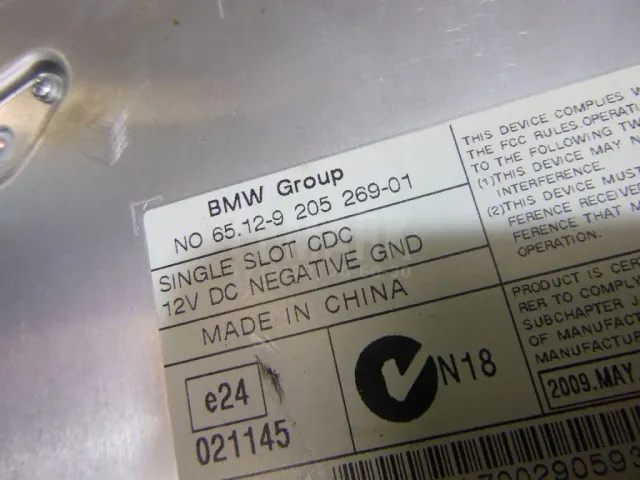 BMW Group
NO 65.12-9 205 269-01
SINGLE SLOT CDC
12V DC NEGATIVE GND
MADE IN CHINA
e24
021145
N18
THIS DEVICE COMPLIES
THE FCC RULES. OPERATI
TO THE FOLLOWING TW
(1)THIS DEVICE MAY N
INTERFERENCE.
(2)THIS DEVICE MUST
FERENCE RECEIVE
FERENCE THAT M
OPERATION.
PRODUCT IS CER
RER TO COMPLY
SUBCHAPTER J
OF MANUFACT
MANUFACTUR
2009.MAY
70029059